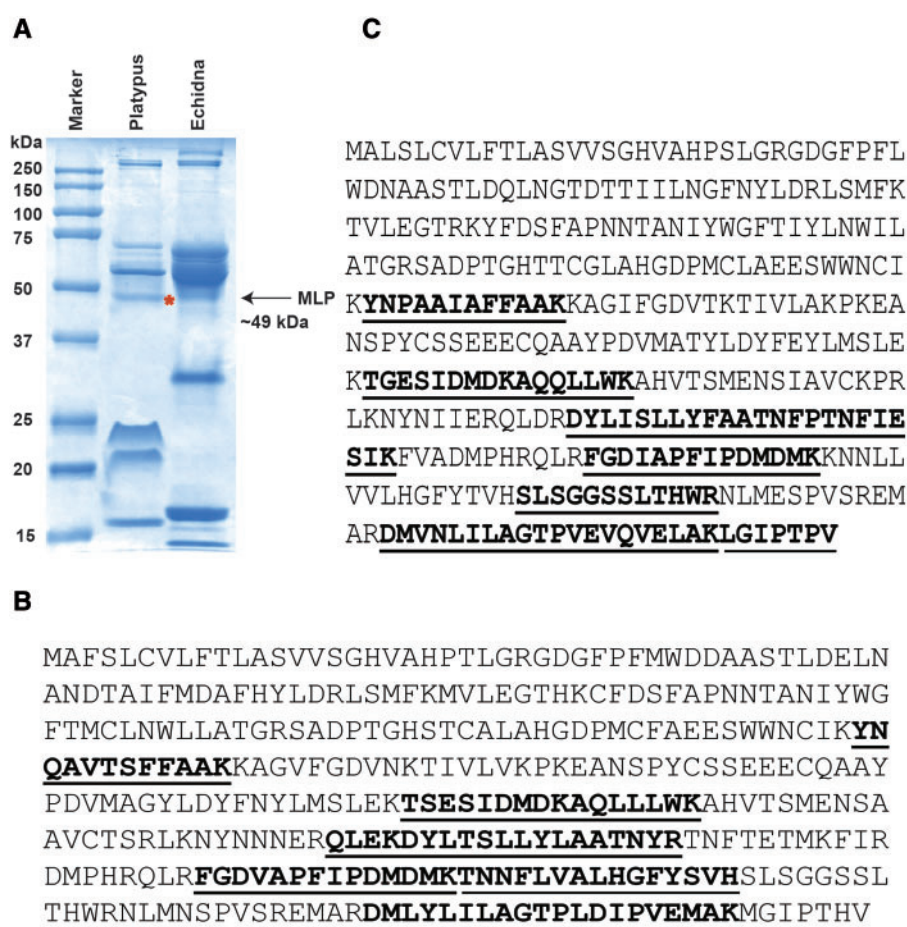 A
C
Marker
Platypus
Echidna
kDa
250
150
100
75
50
37
25
20
15
*
MLP
~49 kDa
MALSLCVLFTLASVVSGHVAHPSLGRGDGFPFL
WDNAASTLDQLNGTDTTIILNGFNYLDRLSMFK
TVLEGTRKYFDSFAPNNTANIYWGFTIYLNWIL
ATGRSADPTGHTTCGLAHGDPMCLAEESWWNCI
KYNPAAIAFFAAKKAGIFGDVTKTIVLAKPKEA
NSPYCSSEEECQAAYPDVMATYLDYFEYLMSLE
KTGESIDMDKAQQLLWKAHVTSMENSIAVCKPR
LKNYNIIERQLDRDYLISLLYFAATNFPTNFIE
SIKFVADMPHRQLRFGDIAPFIPDMDMKKNNLL
VVLHGFYTVHSLSGGSSLTHWRNLMESPVSREM
ARDMVNLILAGTPVEVQVELAKLGIPTPV
B
MAFSLCVLFTLASVVSGHVAHPTLGRGDGFPFMWDDAASTLDELN
ANDTAIFMDAFHYLDRLSMFKMVLEGTHKCFDSFAPNNTANIYWG
FTMCLNWLLATGRSADPTGHSTCALAHGDPMCFAEESWWNCIKYN
QAVTSFFAAKKAGVFGDVNKTIVLVKPKEANSPYCSSEEECQAAY
PDVMAGYLDYFNYLMSLEKTSESIDMDKAQLLLWKAHVTSMENSA
AVCTSRLKNYNNNERQLEKDYLTSLLYLAATNYRTNFTETMKFIR
DMPHRQLRFGDVAPFIPDMDMKTNNFLVALHGFYSVHSLSGGSSL
THWRNLMNSPVSREMARDMLYLILAGTPLDIPVEMAKMGIPTHV